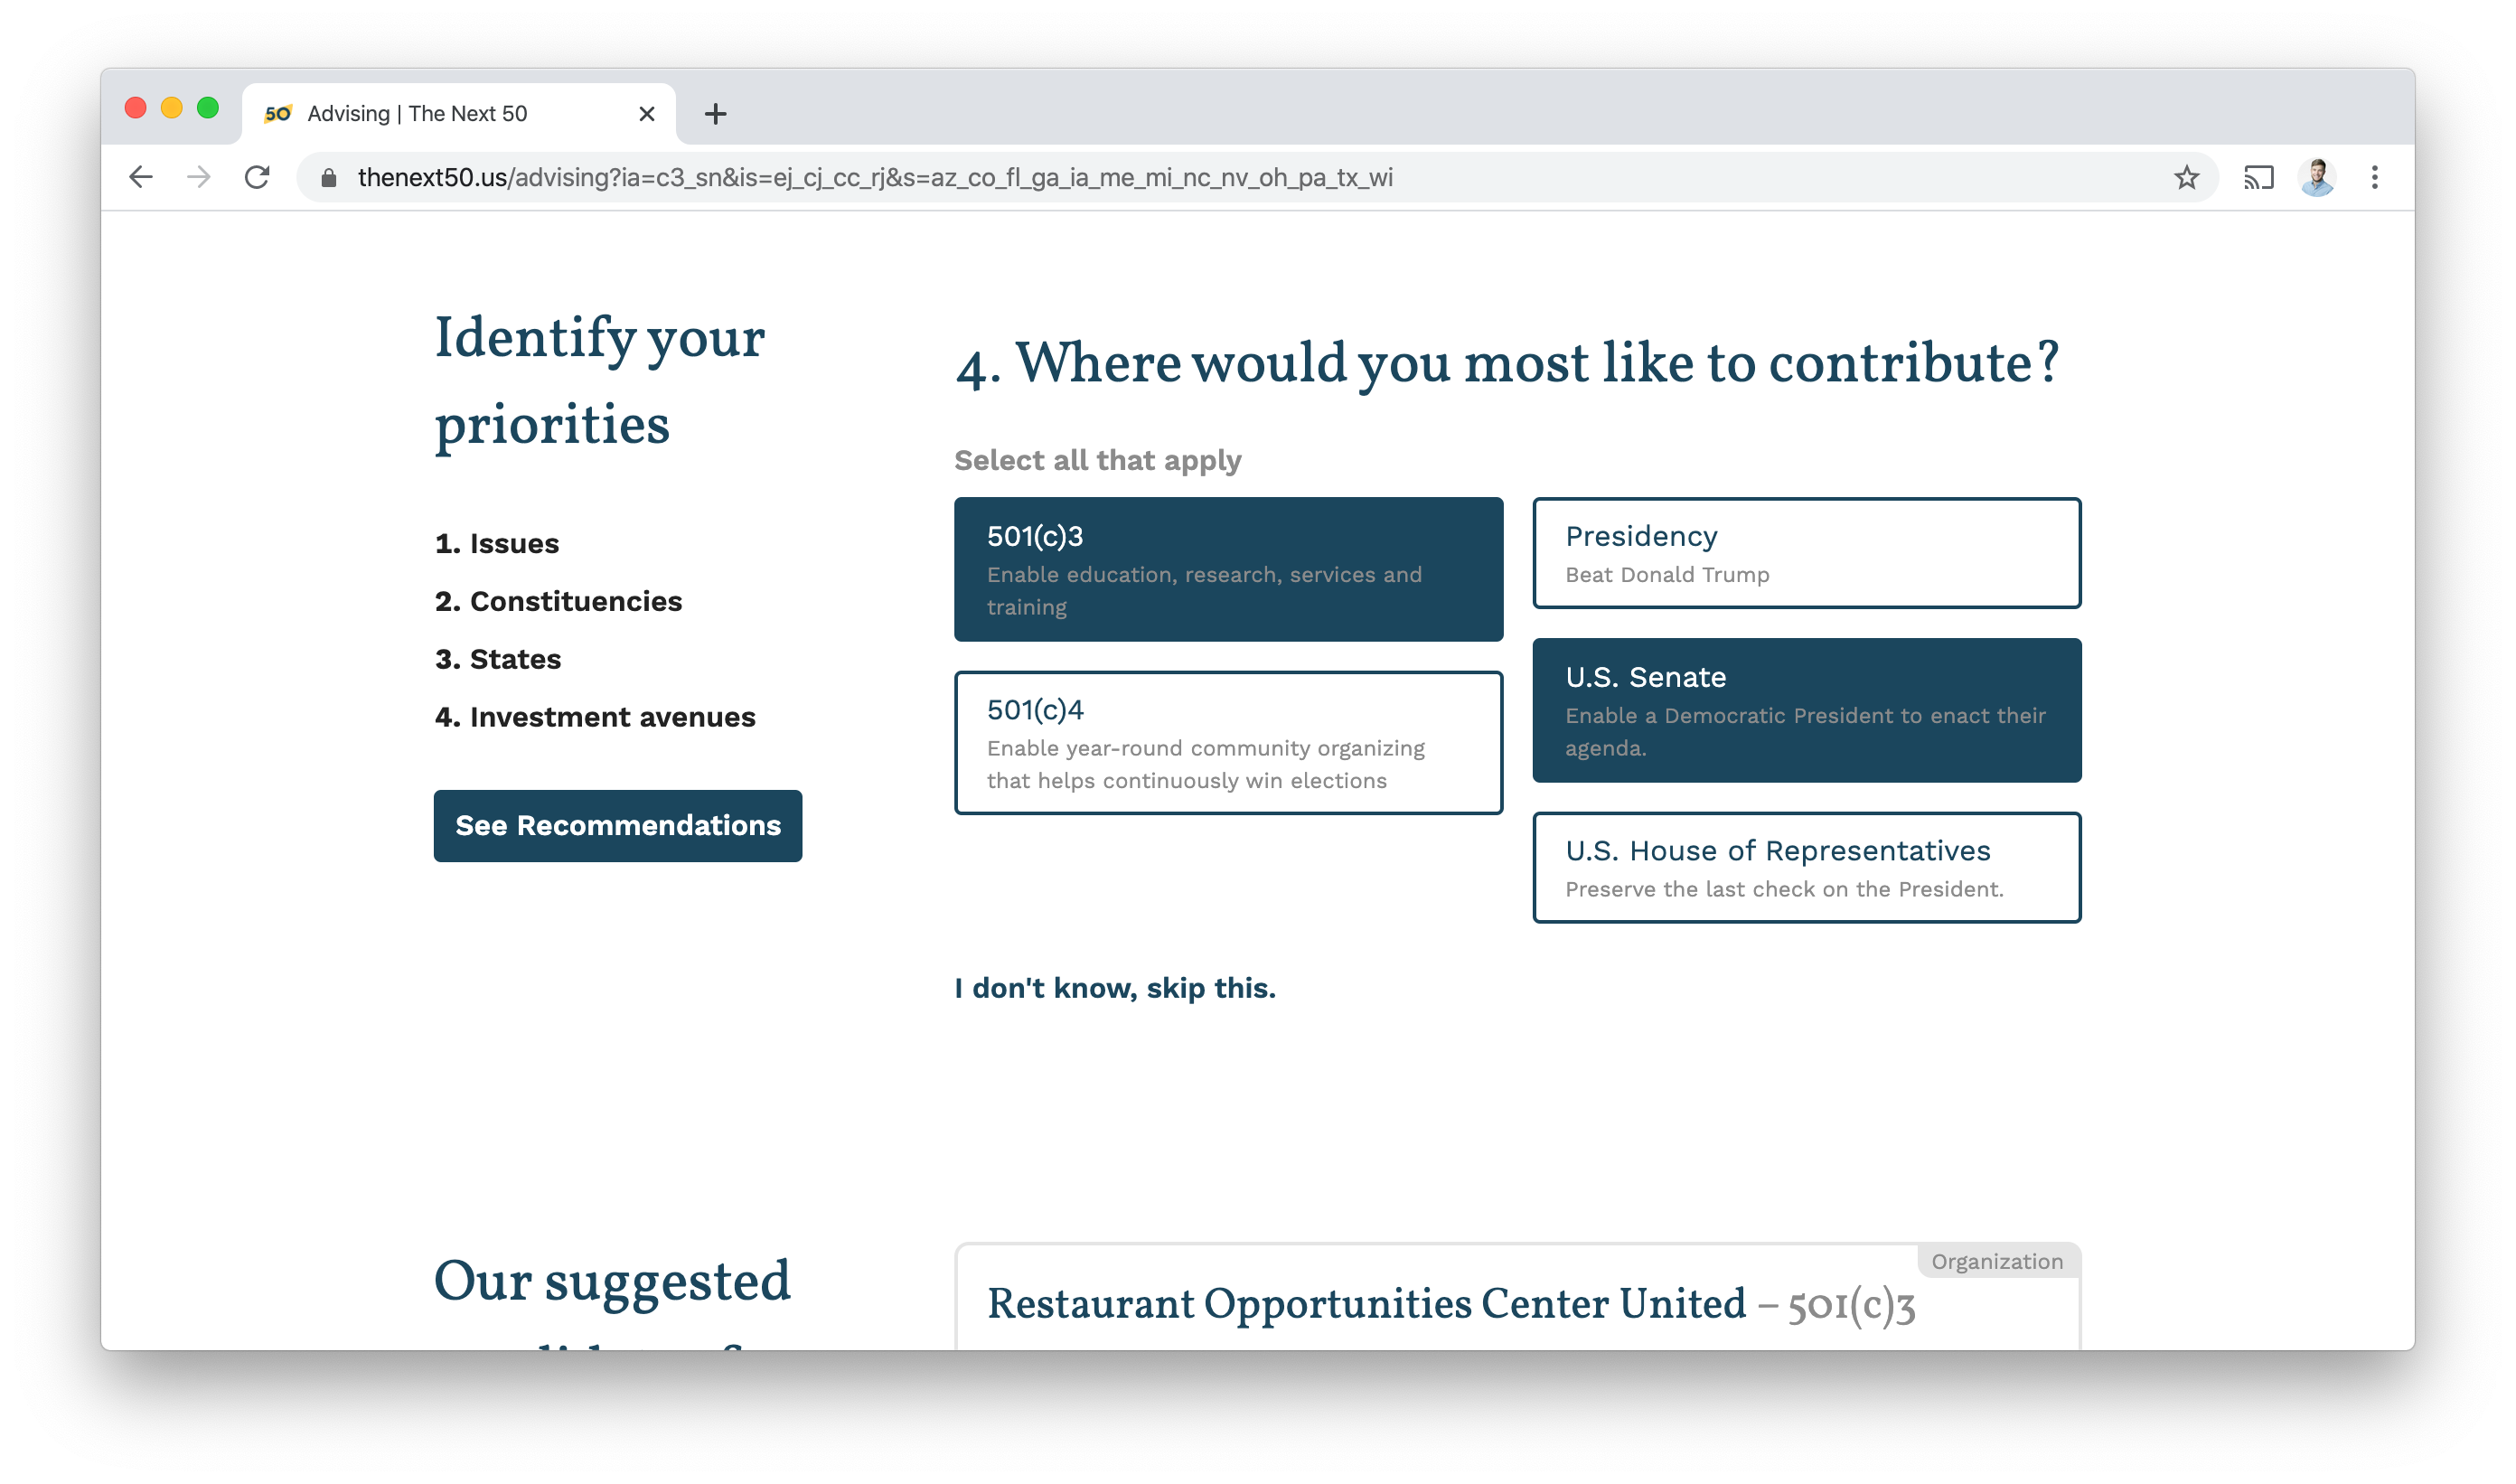 50 Advising | The Next 50
thenext50.us/advising?ia=c3_sn&is=ej_cj_cc_rj&s=az_co_fl_ga_ia_me_mi_nc_nv_oh_pa_tx_wi
Identify your
priorities
1. Issues
2. Constituencies
3. States
4. Investment avenues
See Recommendations
4. Where would you most like to contribute?
Select all that apply
501(c)3
Enable education, research, services and
training
501(c)4
Enable year-round community organizing
that helps continuously win elections
Presidency
Beat Donald Trump
U.S. Senate
Enable a Democratic President to enact their
agenda.
U.S. House of Representatives
Preserve the last check on the President.
I don't know, skip this.
Our suggested
Organization
Restaurant Opportunities Center United – 501(c)3